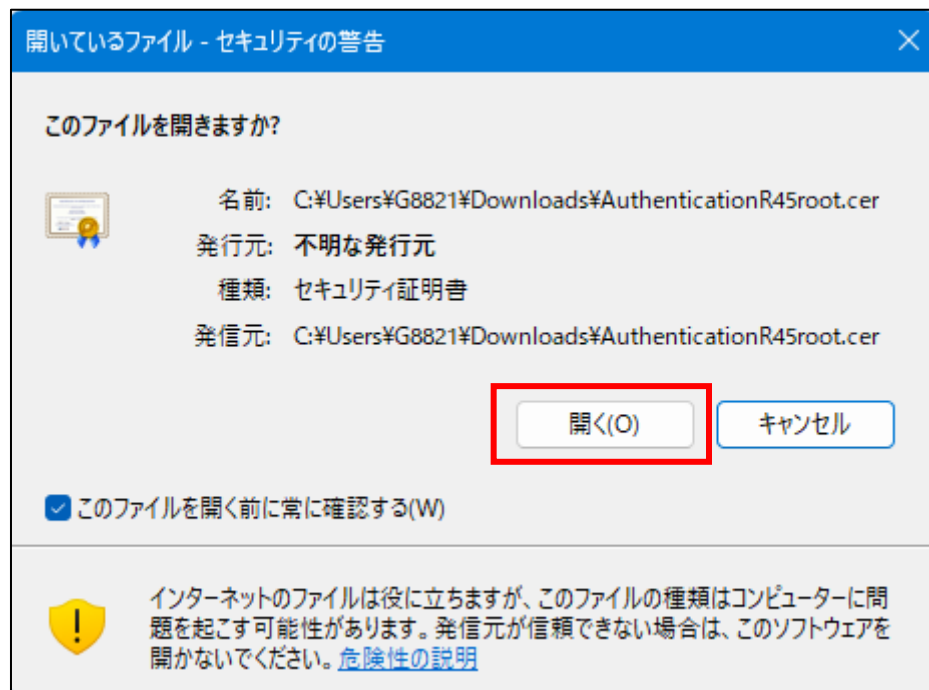 開いているファイル - セキュリティの警告
このファイルを開きますか?
名前: C:¥Users¥G8821¥Downloads¥AuthenticationR45root.cer
発行元: 不明な発行元
種類: セキュリティ証明書
発信元: C:¥Users¥G8821¥Downloads¥AuthenticationR45root.cer
開く(O) キャンセル
このファイルを開く前に常に確認する(W)
インターネットのファイルは役に立ちますが、このファイルの種類はコンピューターに問
題を起こす可能性があります。発信元が信頼できない場合は、このソフトウェアを
開かないでください。危険性の説明